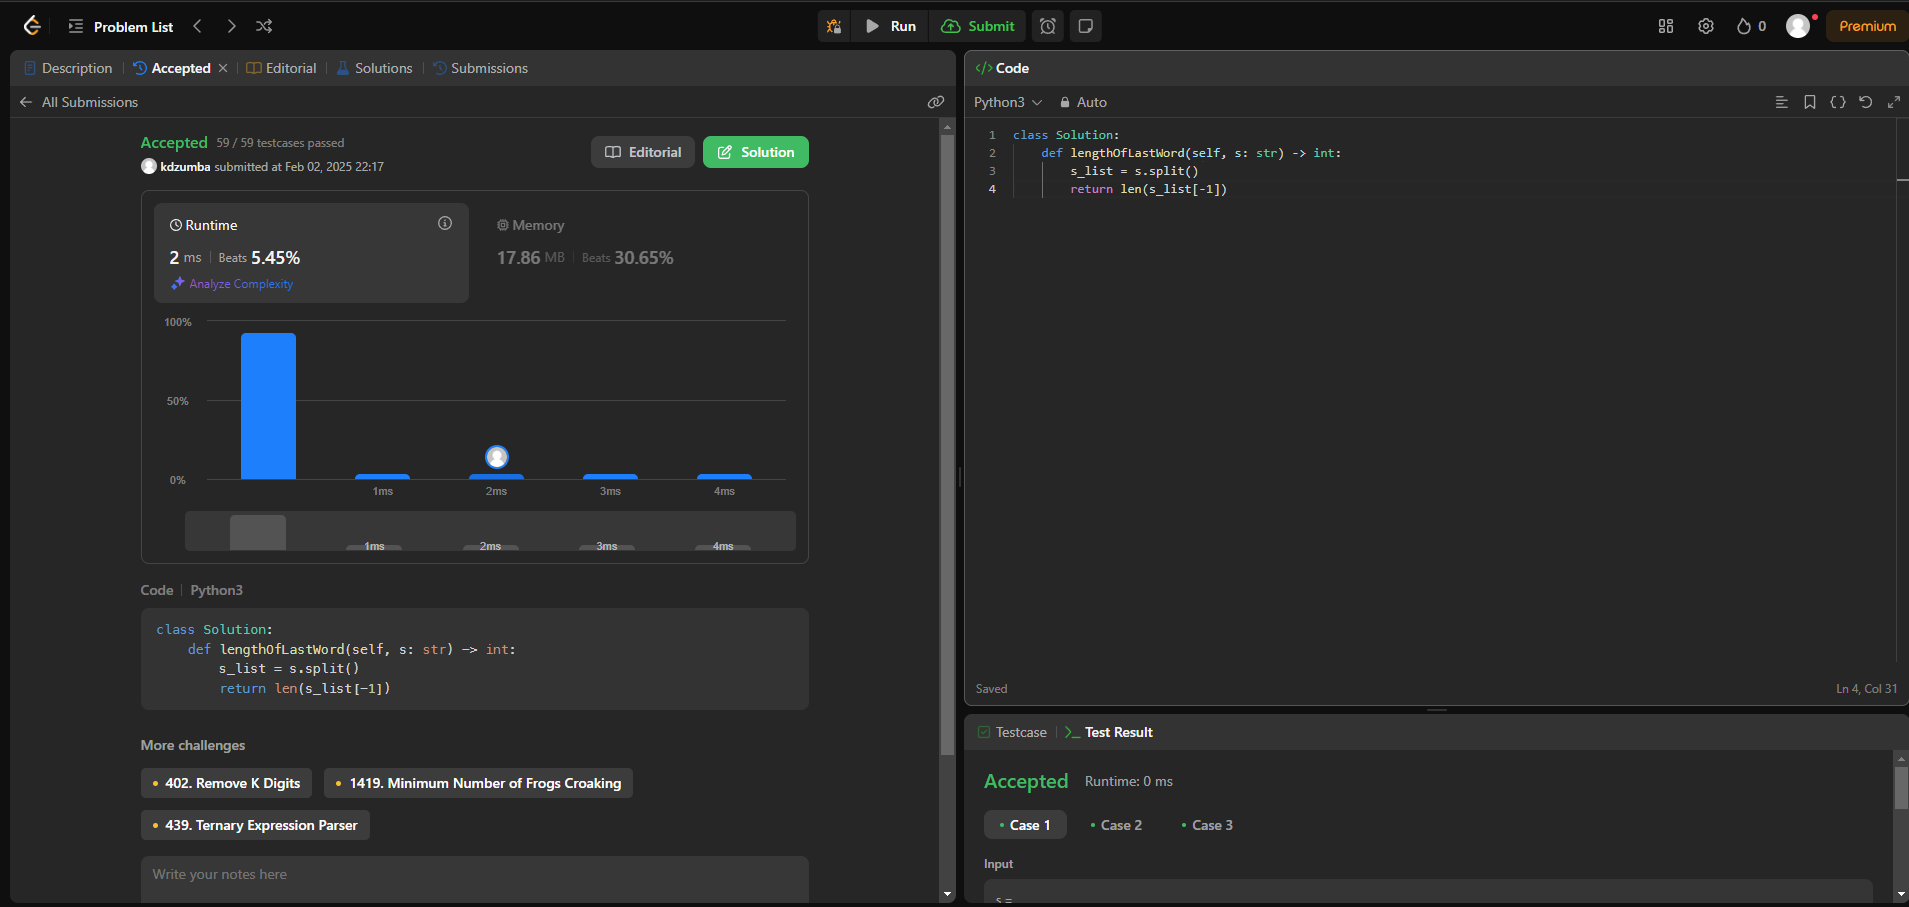 Problem List
Run
Submit
0
Premium
Description
Accepted
Editorial
Solutions
Submissions
All Submissions
Accepted 59 / 59 testcases passed
kdzumba submitted at Feb 02, 2025 22:17
Editorial
Solution
Runtime
2 ms Beats 5.45%
Analyze Complexity
Memory
17.86 MB Beats 30.65%
100%
50%
0%
1ms 2ms 3ms 4ms
1ms 2ms 3ms 4ms
Code Python3
class Solution:
    def lengthOfLastWord(self, s: str) -> int:
        s_list = s.split()
        return len(s_list[-1])
More challenges
402. Remove K Digits
1419. Minimum Number of Frogs Croaking
439. Ternary Expression Parser
Write your notes here
</> Code
Python3
Auto
1 class Solution:
2     def lengthOfLastWord(self, s: str) -> int:
3         s_list = s.split()
4         return len(s_list[-1])
Saved
Ln 4, Col 31
Testcase
Test Result
Accepted Runtime: 0 ms
Case 1
Case 2
Case 3
Input
s =